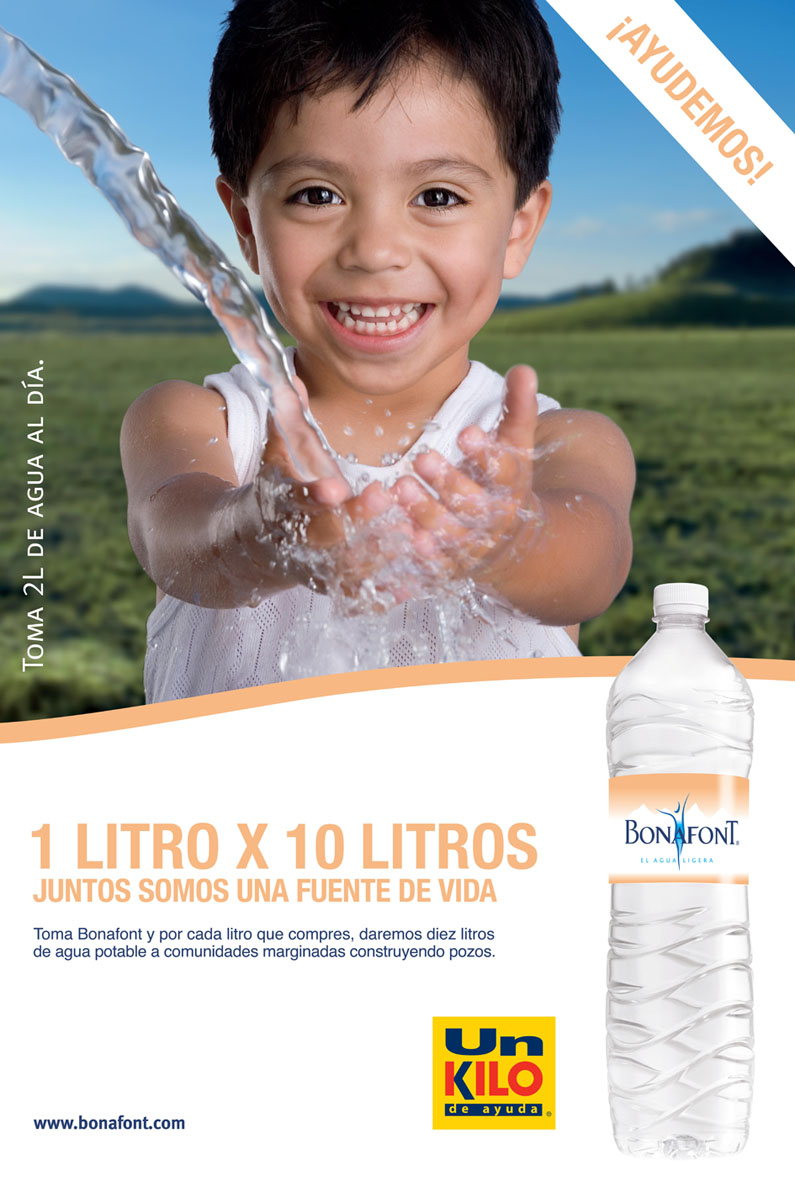 ¡AYUDEMOS!
TOMA 2L DE AGUA AL DÍA.
1 LITRO X 10 LITROS
JUNTOS SOMOS UNA FUENTE DE VIDA
Toma Bonafont y por cada litro que compres, daremos diez litros
de agua potable a comunidades marginadas construyendo pozos.
BONAFONT®
EL AGUA LIGERA
Un
KILO
de ayuda®
www.bonafont.com